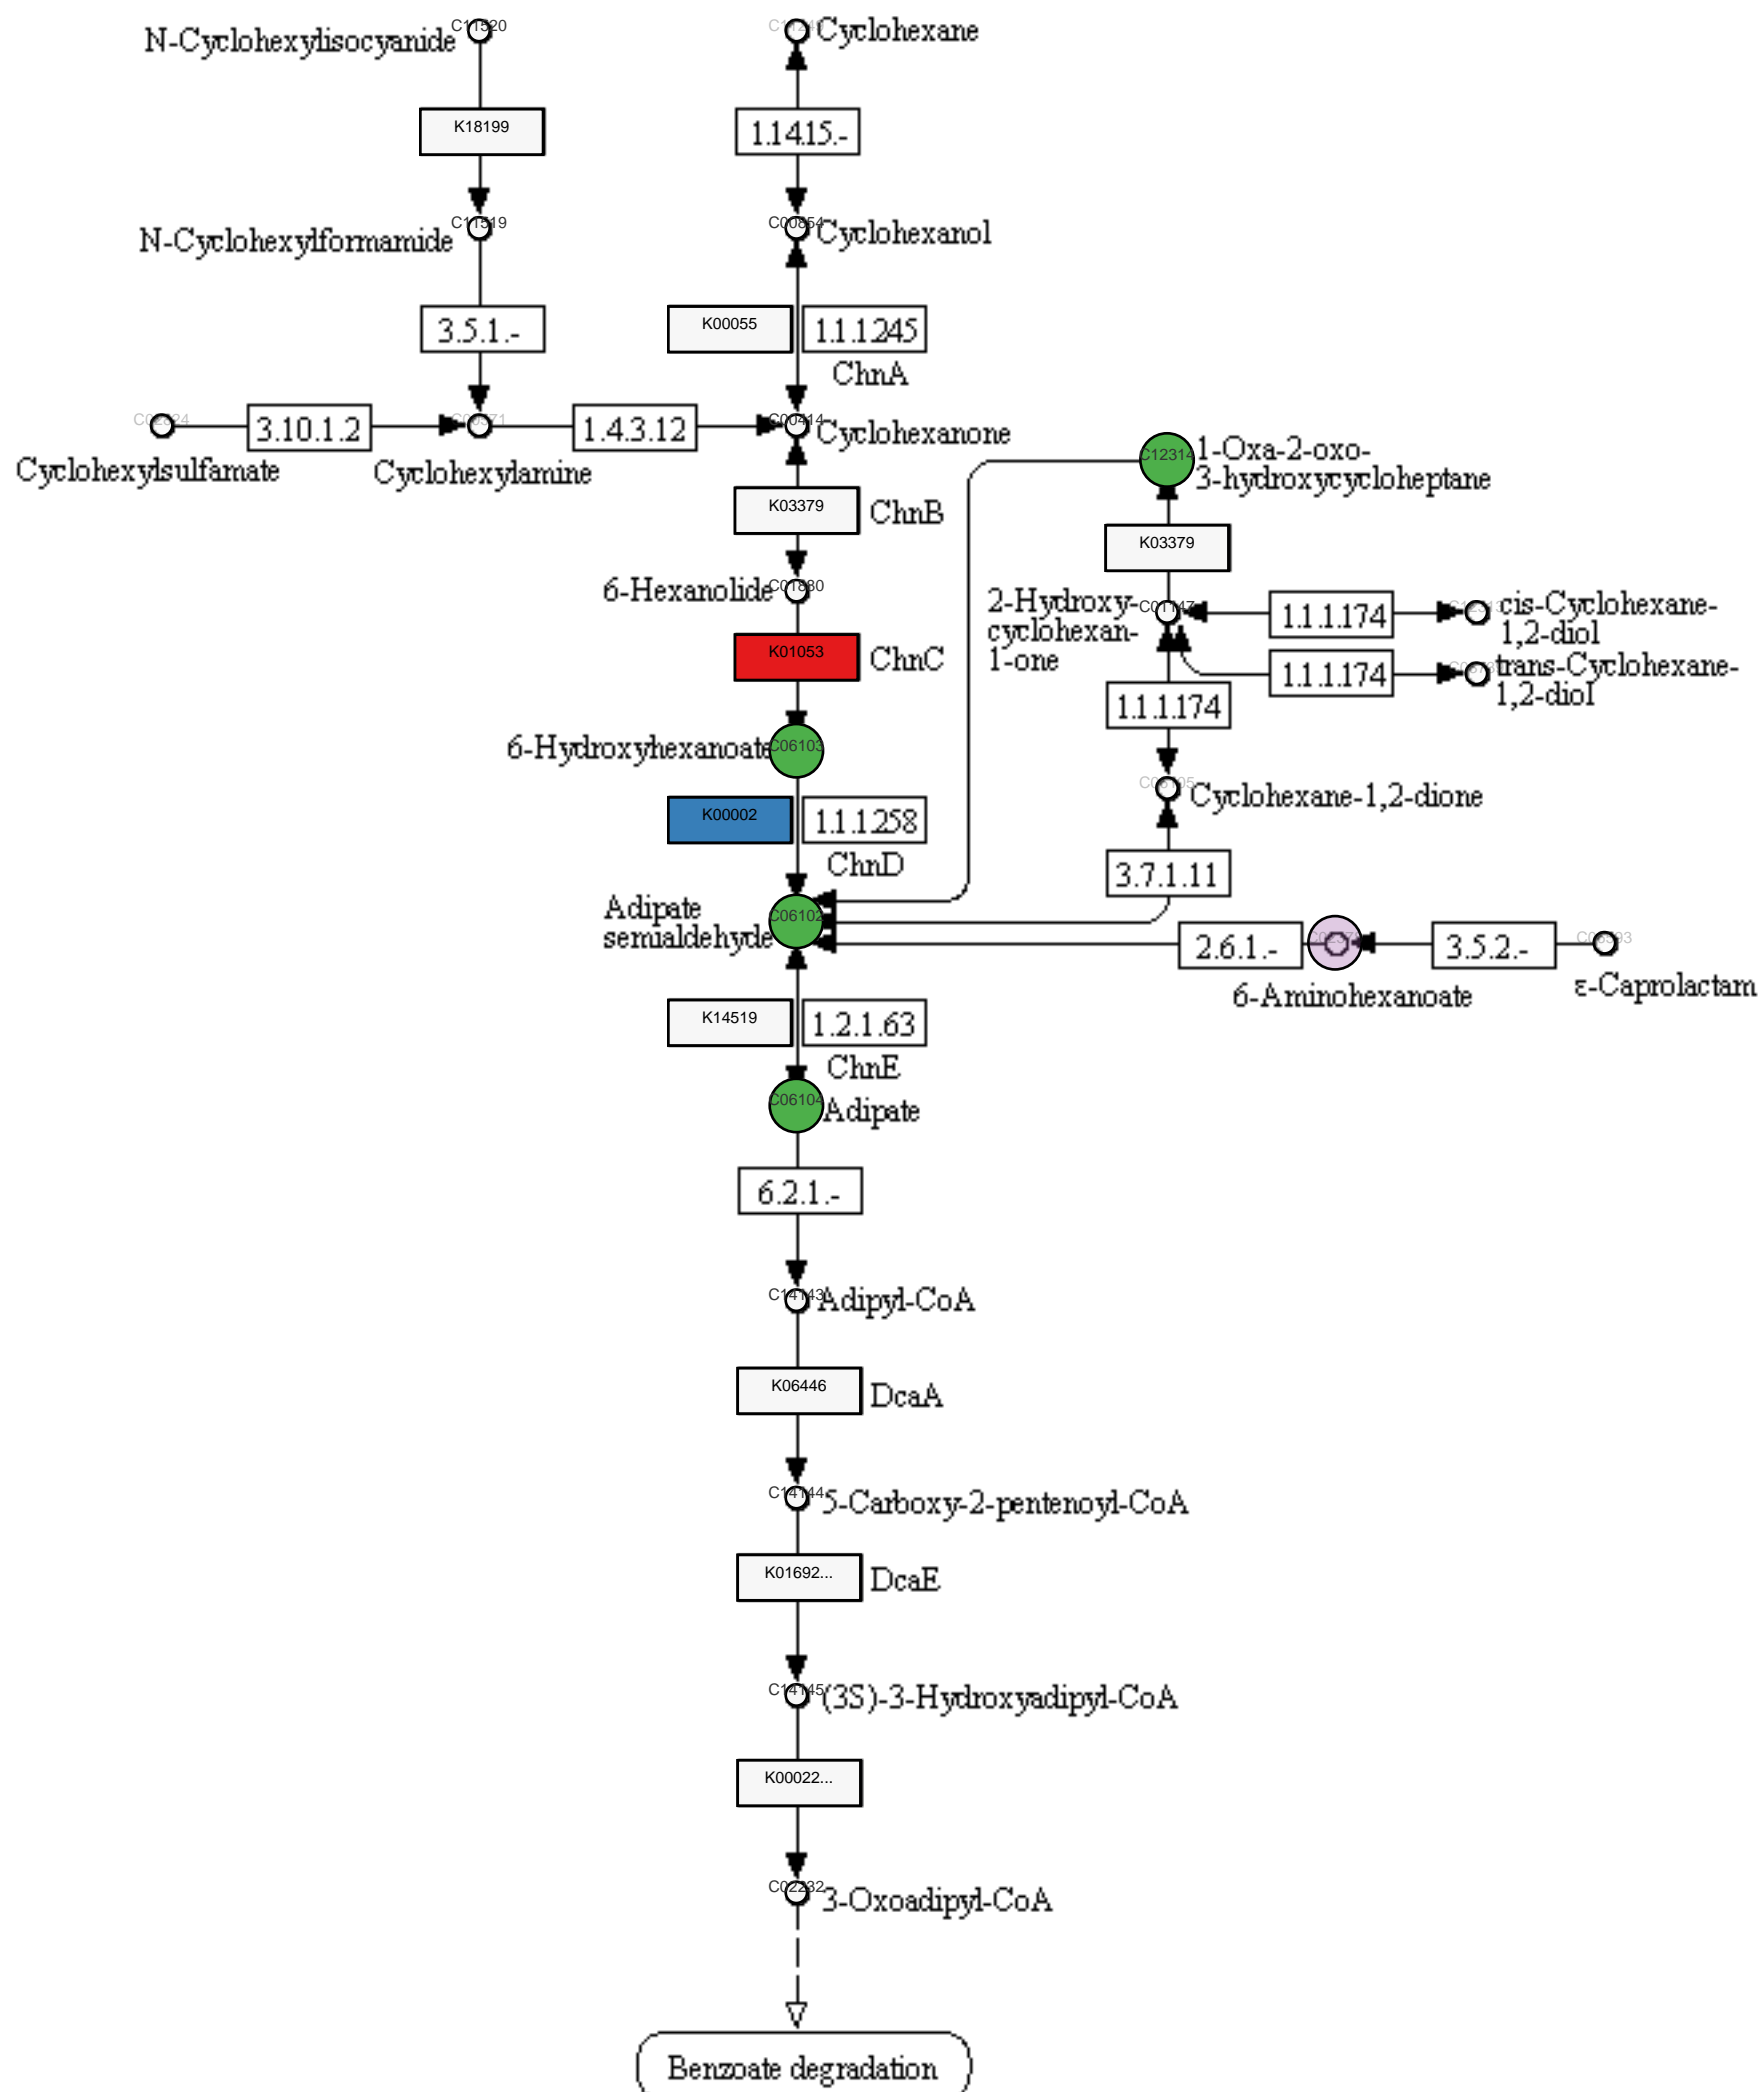 C11520
N-Cyclohexylisocyanide
Cyclohexane
K18199
1.14.15.-
C11519
N-Cyclohexylformamide
C00854
Cyclohexanol
3.5.1.-
K00055
1.1.1.245
ChnA
3.10.1.2
1.4.3.12
C00414
Cyclohexanone
Cyclohexylsulfamate
Cyclohexylamine
C12314
1-Oxa-2-oxo-
3-hydroxycycloheptane
K03379
ChnB
K03379
6-Hexanolide
C01880
2-Hydroxy-
cyclohexan-
1-one
C01147
1.1.1.174
cis-Cyclohexane-
1,2-diol
K01053
ChnC
1.1.1.174
trans-Cyclohexane-
1,2-diol
1.1.1.174
6-Hydroxyhexanoate
C06103
Cyclohexane-1,2-dione
K00002
1.1.1.258
ChnD
3.7.1.11
Adipate
semialdehyde
C06102
2.6.1.-
3.5.2.-
6-Aminohexanoate
ε-Caprolactam
K14519
1.2.1.63
ChnE
C06104
Adipate
6.2.1.-
C14143
Adipyl-CoA
K06446
DcaA
C14144
5-Carboxy-2-pentenoyl-CoA
K01692...
DcaE
C14145
(3S)-3-Hydroxyadipyl-CoA
K00022...
C02232
3-Oxoadipyl-CoA
Benzoate degradation